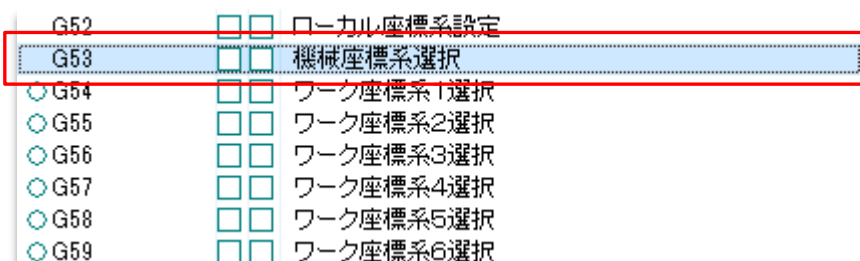 G52 □□ ローカル座標系設定
G53 □□ 機械座標系選択
○G54 □□ ワーク座標系1選択
○G55 □□ ワーク座標系2選択
○G56 □□ ワーク座標系3選択
○G57 □□ ワーク座標系4選択
○G58 □□ ワーク座標系5選択
○G59 □□ ワーク座標系6選択